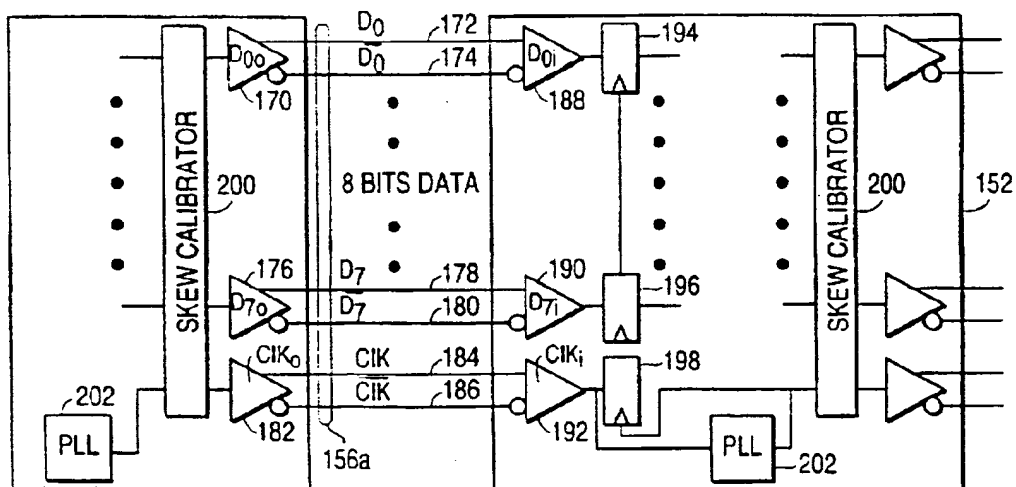 D0 172
D0 174
D0o
170
D0i
188
194
SKEW CALIBRATOR
200
8 BITS DATA
SKEW CALIBRATOR
200
152
176
D7 178
D7 180
D7o
190
D7i
196
ClKo
182
ClK 184
ClK 186
ClKi
192
198
202
PLL
156a
PLL
202